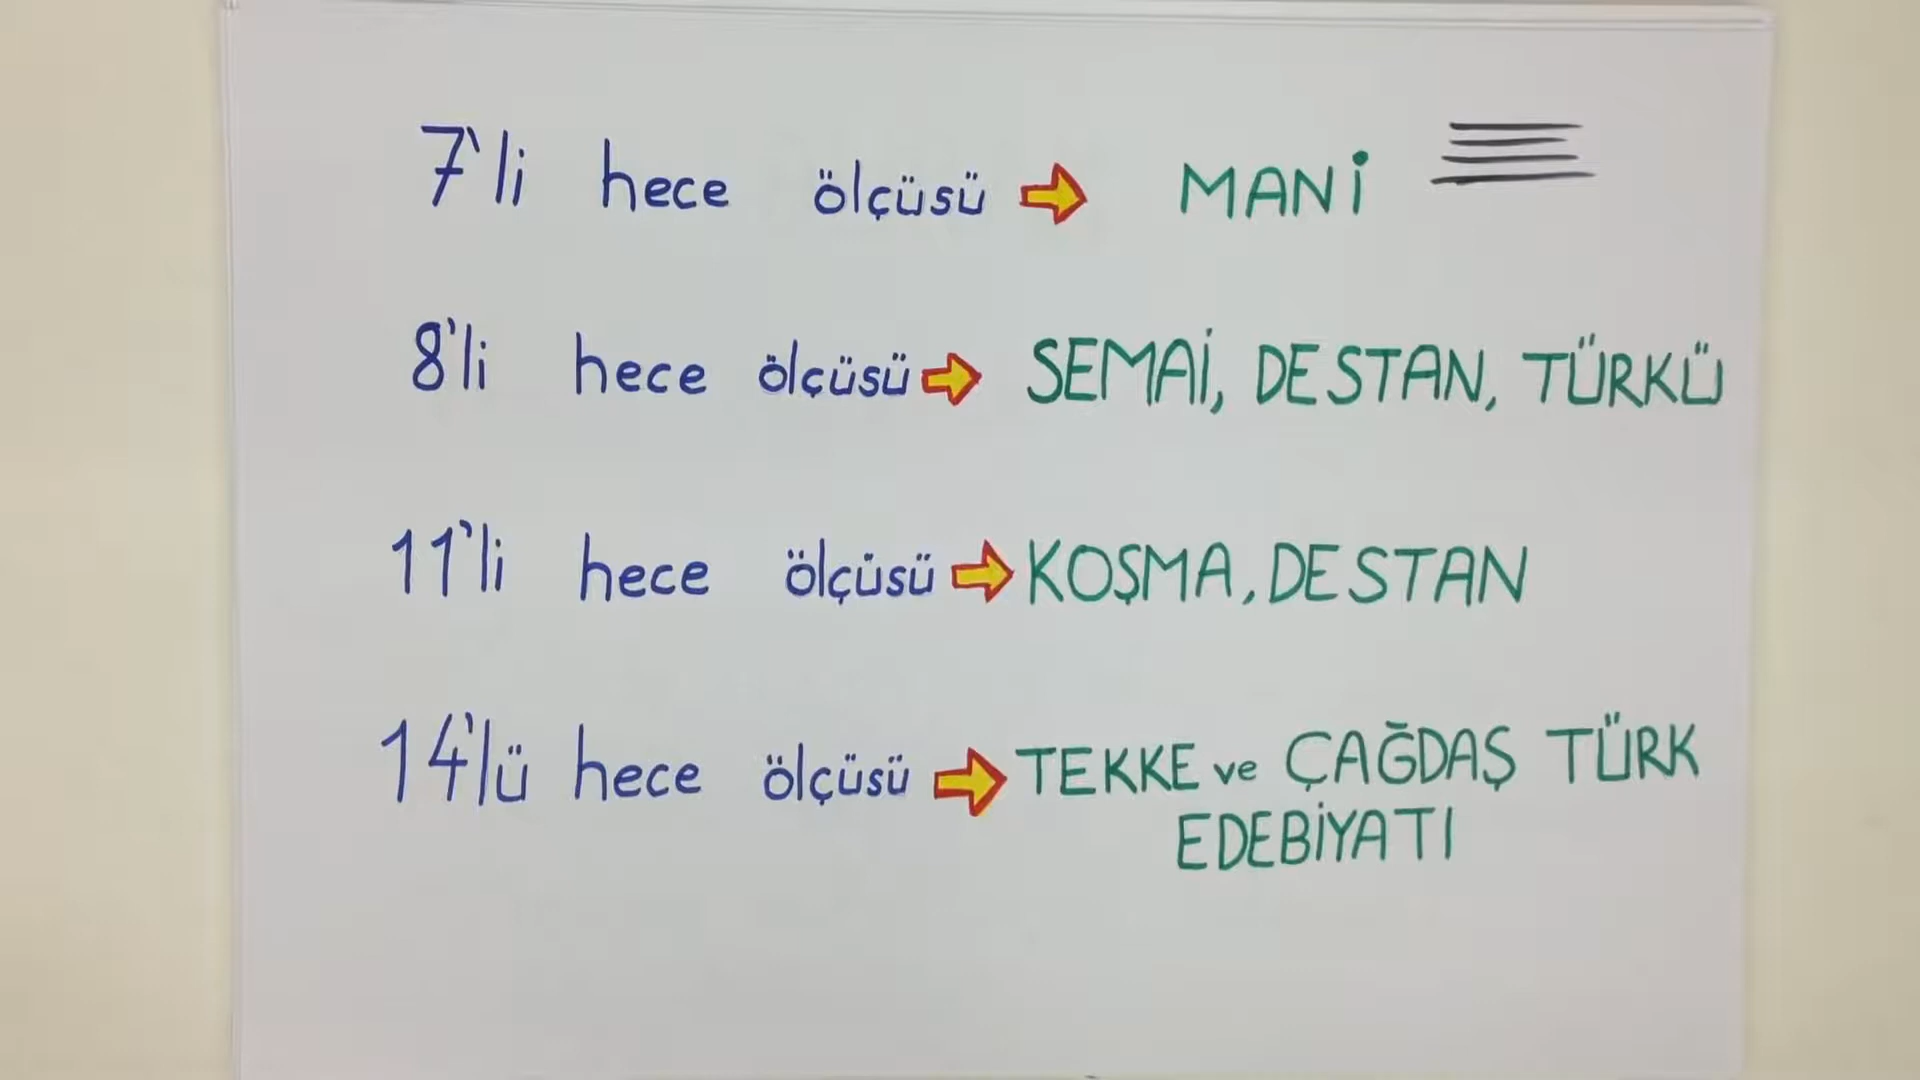 7'li hece ölçüsü MANİ
8'li hece ölçüsü SEMAİ, DESTAN, TÜRKÜ
11'li hece ölçüsü KOŞMA, DESTAN
14'lü hece ölçüsü TEKKE ve ÇAĞDAŞ TÜRK
EDEBİYATI